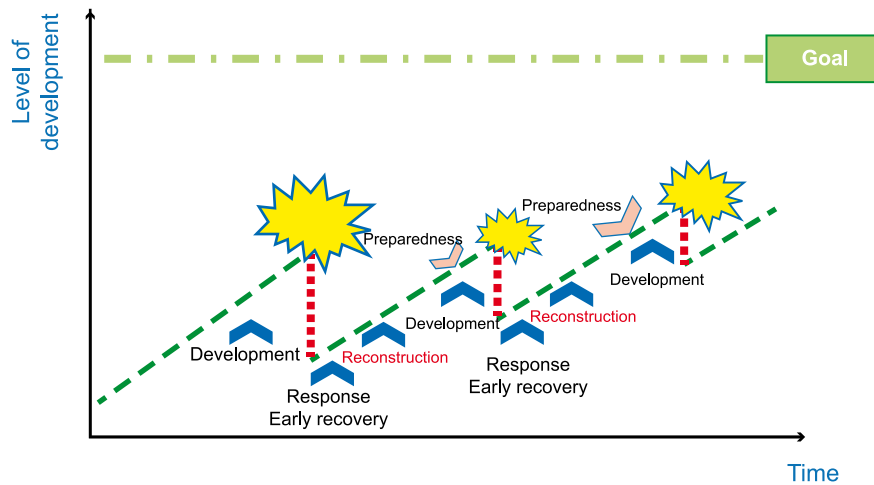 Level of
development
Goal
Preparedness
Preparedness
Development
Reconstruction
Response
Early recovery
Development
Reconstruction
Response
Early recovery
Development
Time